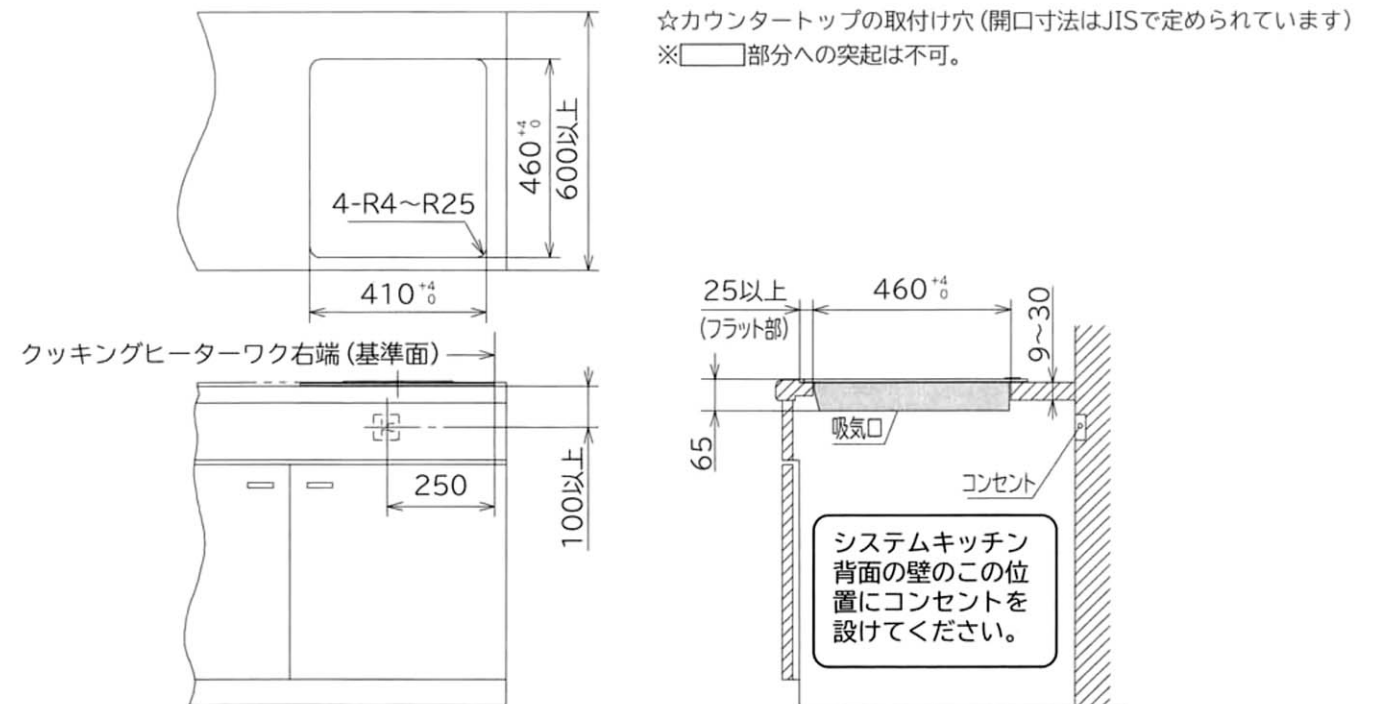 ☆カウンタートップの取付け穴（開口寸法はJISで定められています）
※　　　部分への突起は不可。
460 +4 0
600以上
4-R4～R25
410 +4 0
クッキングヒーターワク右端（基準面）
250
100以上
25以上
（フラット部）
460 +4 0
9～30
65
吸気口
コンセント
システムキッチン
背面の壁のこの位
置にコンセントを
設けてください。